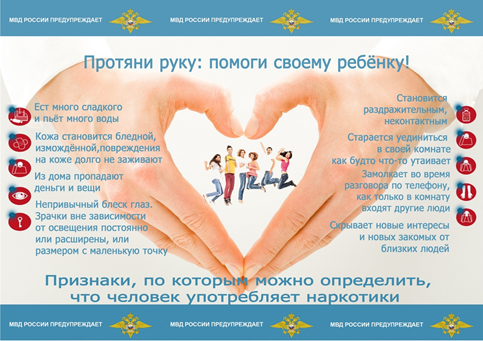 МВД РОССИИ ПРЕДУПРЕЖДАЕТ МВД РОССИИ ПРЕДУПРЕЖДАЕТ МВД РОССИИ ПРЕДУПРЕЖДАЕТ
Протяни руку: помоги своему ребёнку!
Ест много сладкого
и пьёт много воды
Кожа становится бледной,
измождённой,повреждения
на коже долго не заживают
Из дома пропадают
деньги и вещи
Непривычный блеск глаз.
Зрачки вне зависимости
от освещения постоянно
или расширены, или
размером с маленькую точку
Становится
раздражительным,
неконтактным
Старается уединиться
в своей комнате
как будто что-то утаивает
Замолкает во время
разговора по телефону,
как только в комнату
входят другие люди
Скрывает новые интересы
и новых закомых от
близких людей
Признаки, по которым можно определить,
что человек употребляет наркотики
МВД РОССИИ ПРЕДУПРЕЖДАЕТ МВД РОССИИ ПРЕДУПРЕЖДАЕТ МВД РОССИИ ПРЕДУПРЕЖДАЕТ